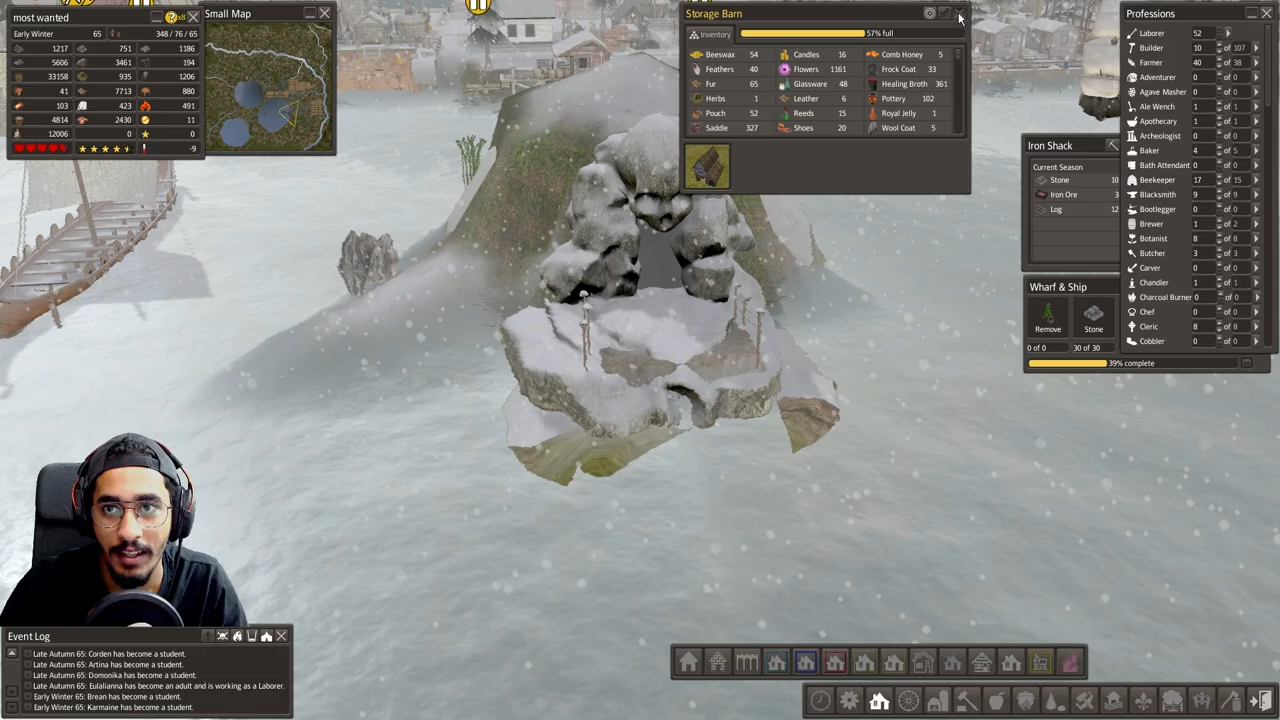 most wanted
x8
Early Winter 65 348 / 76 / 65
1217 751 1186
5606 3461 194
33158 935 1206
41 7713 880
103 423 491
4814 2430 11
12006 0 0
-9
Small Map
Storage Barn
Inventory 57% full
Beeswax 54 Candles 16 Comb Honey 5
Feathers 40 Flowers 1161 Frock Coat 33
Fur 65 Glassware 48 Healing Broth 361
Herbs 1 Leather 6 Pottery 102
Pouch 52 Reeds 15 Royal Jelly 1
Saddle 327 Shoes 20 Wool Coat 5
Iron Shack
Current Season
Stone 10
Iron Ore 3
Log 12
Wharf & Ship
Remove Stone
0 of 0 30 of 30
39% complete
Professions
Laborer 52
Builder 10 of 107
Farmer 40 of 38
Adventurer 0 of 0
Agave Master 0 of 0
Ale Wench 1 of 1
Apothecary 1 of 1
Archeologist 0 of 0
Baker 4 of 5
Bath Attendant 0 of 0
Beekeeper 17 of 15
Blacksmith 9 of 9
Bootlegger 0 of 0
Brewer 1 of 2
Botanist 8 of 8
Butcher 3 of 3
Carver 0 of 0
Chandler 1 of 1
Charcoal Burner 0 of 0
Chef 0 of 0
Cleric 8 of 8
Cobbler 0 of 0
Event Log
Late Autumn 65: Corden has become a student.
Late Autumn 65: Artina has become a student.
Late Autumn 65: Domonika has become a student.
Late Autumn 65: Eulalianna has become an adult and is working as a Laborer.
Early Winter 65: Brean has become a student.
Early Winter 65: Karmaine has become a student.